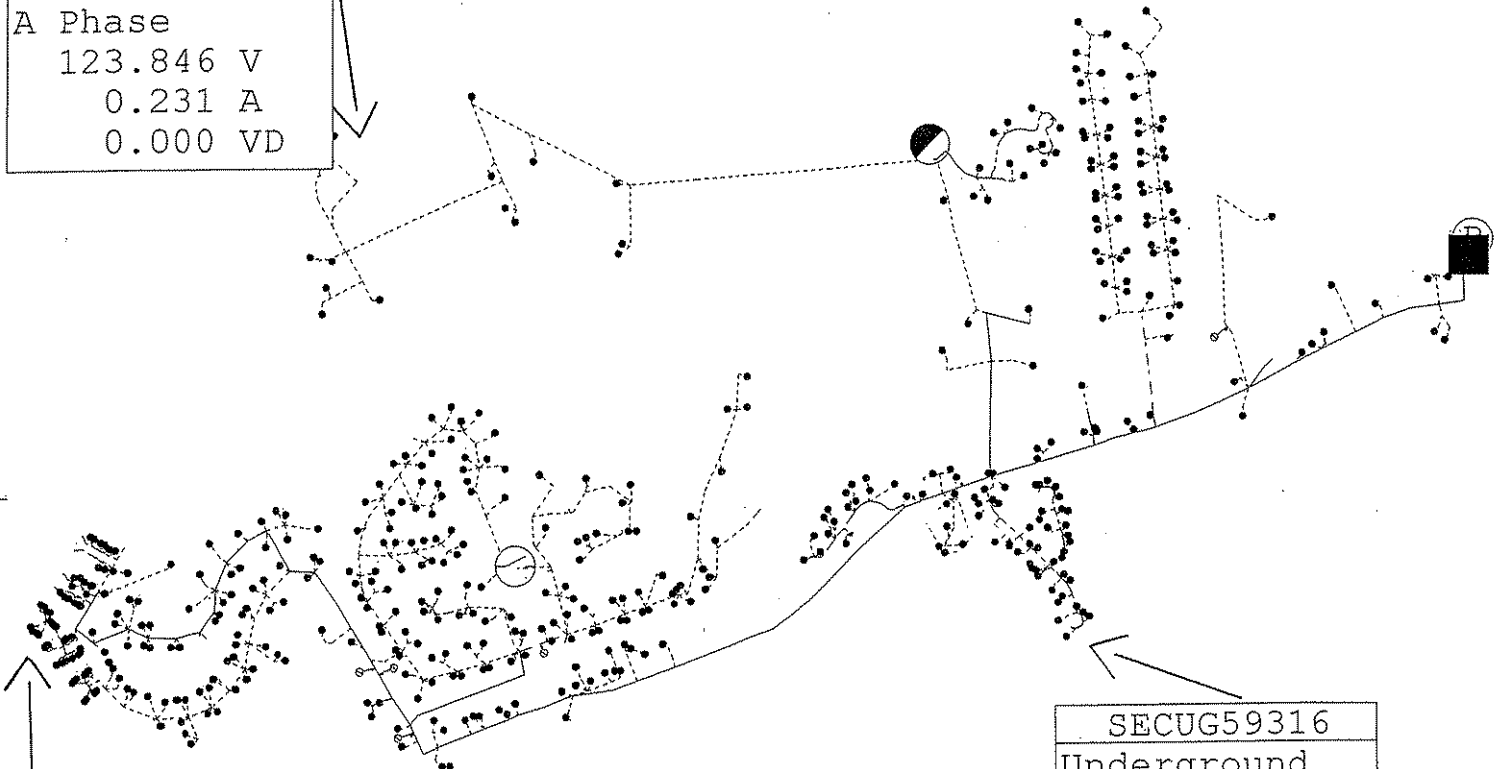 A Phase
123.846 V
0.231 A
0.000 VD
SECUG59316
Underground